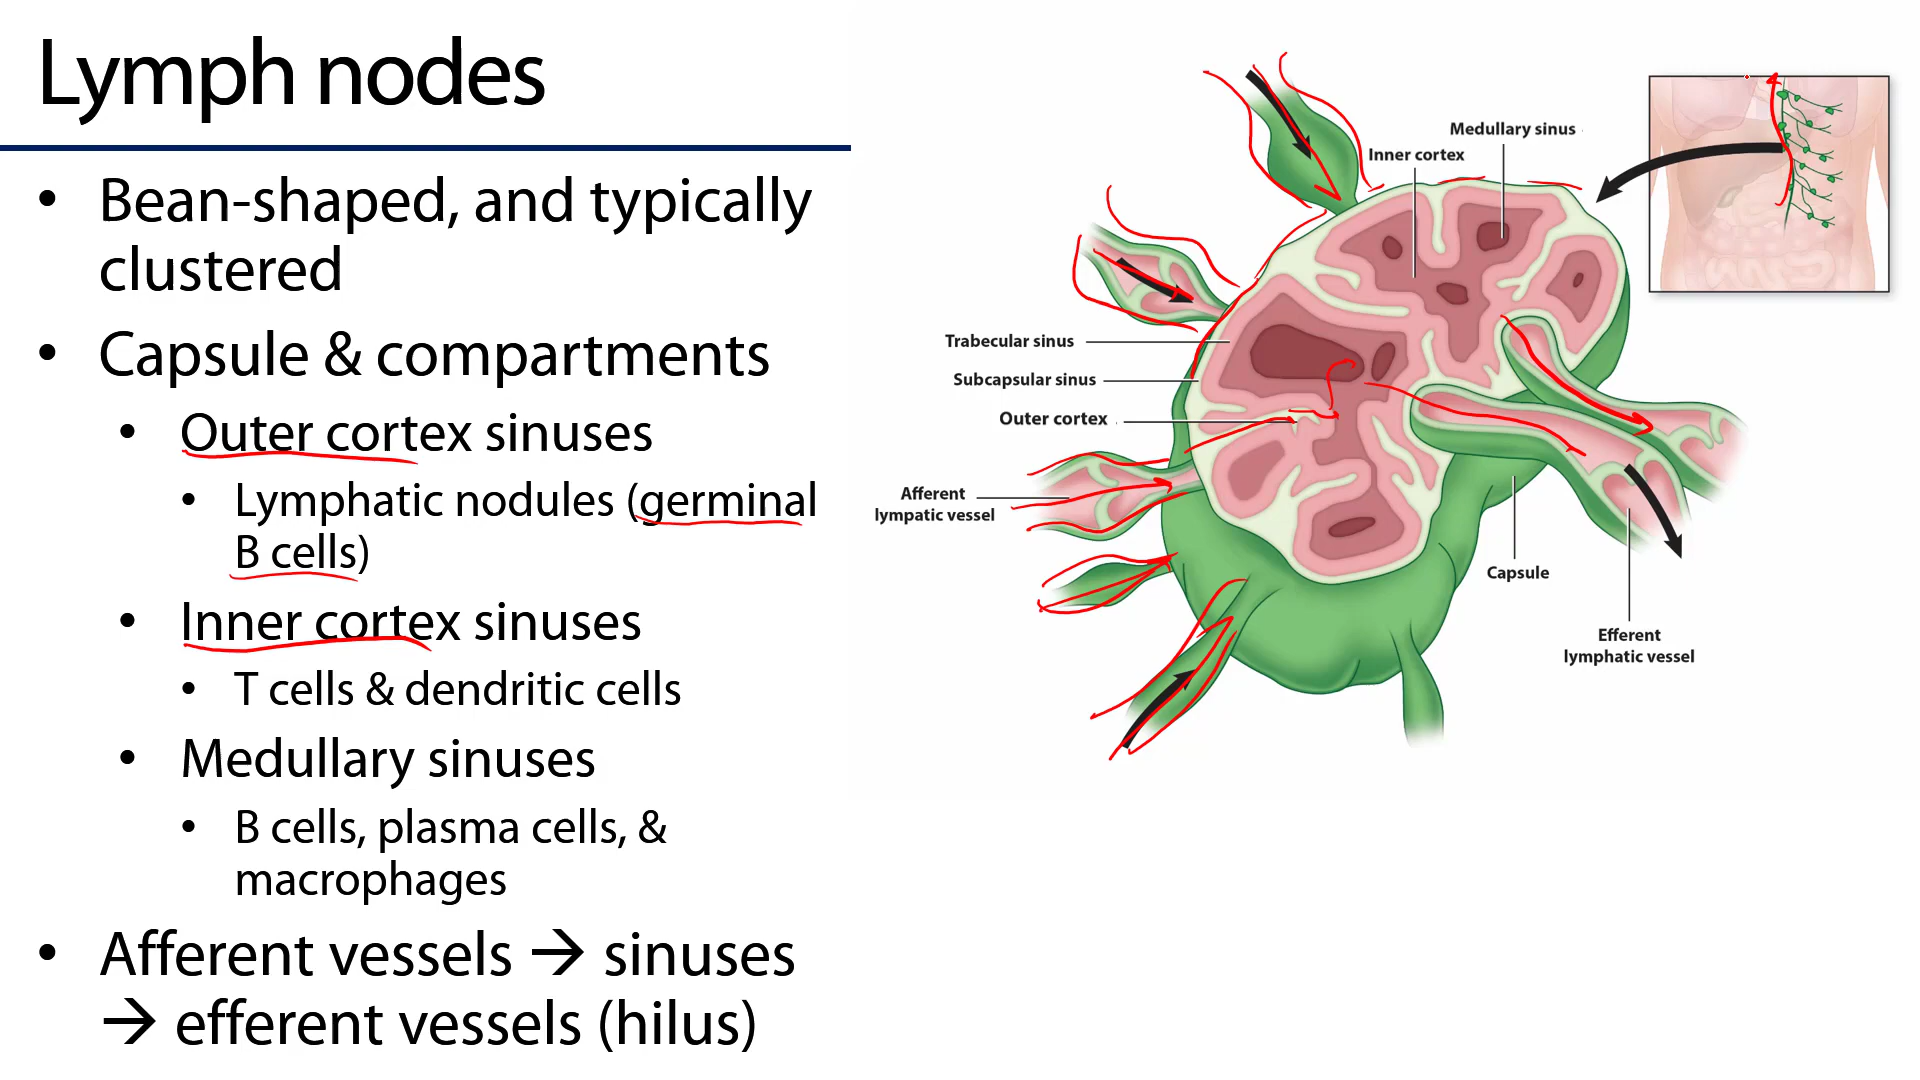 Lymph nodes
• Bean-shaped, and typically
clustered
• Capsule & compartments
• Outer cortex sinuses
• Lymphatic nodules (germinal
B cells)
• Inner cortex sinuses
• T cells & dendritic cells
• Medullary sinuses
• B cells, plasma cells, &
macrophages
• Afferent vessels → sinuses
→ efferent vessels (hilus)
Medullary sinus
Inner cortex
Trabecular sinus
Subcapsular sinus
Outer cortex
Afferent
lympatic vessel
Capsule
Efferent
lymphatic vessel